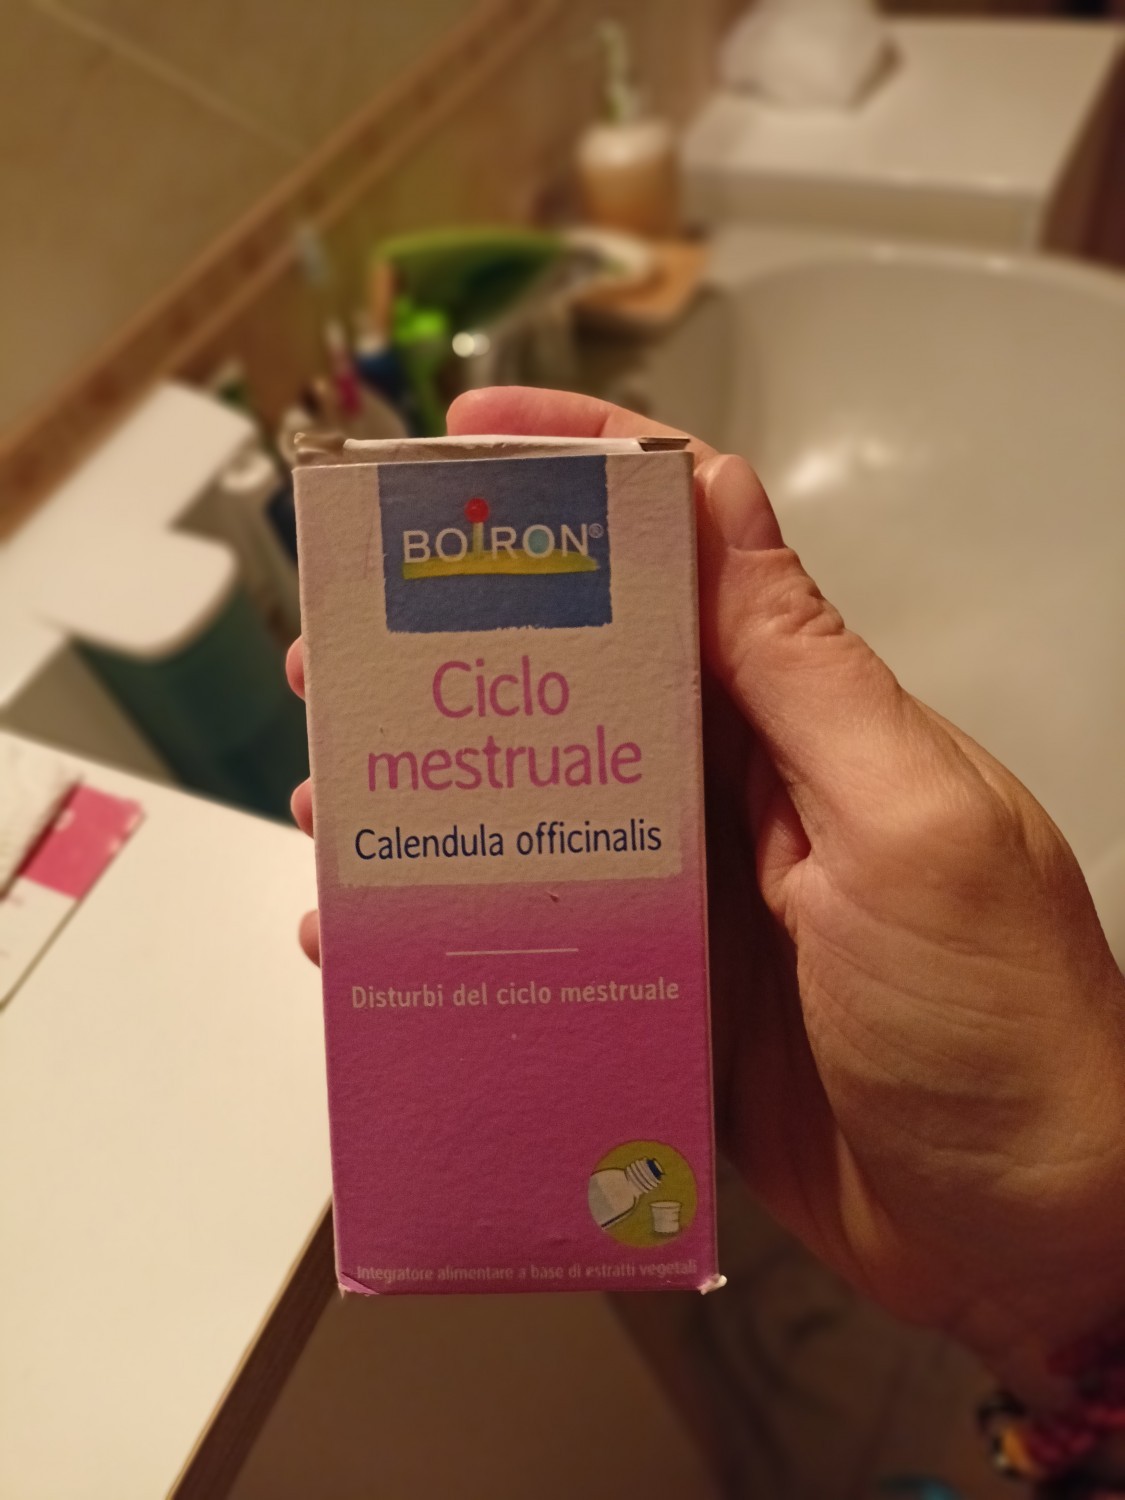 BOIRON®
Ciclo
mestruale
Calendula officinalis
Disturbi del ciclo mestruale
Integratore alimentare a base di estratti vegetali